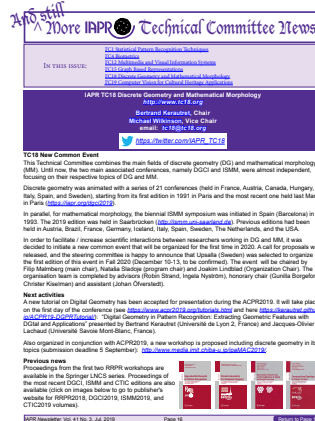 And still
More IAPR Technical Committee News
IN THIS ISSUE:
TC1 Statistical Pattern Recognition Techniques
TC4 Biometrics
TC12 Multimedia and Visual Information Systems
TC15 Graph Based Representations
TC18 Discrete Geometry and Mathematical Morphology
TC19 Computer Vision for Cultural Heritage Applications
IAPR TC18 Discrete Geometry and Mathematical Morphology
http://www.tc18.org
Bertrand Kerautret, Chair
Michael Wilkinson, Vice Chair
email: tc18@tc18.org
https://twitter.com/IAPR_TC18
TC18 New Common Event
This Technical Committee combines the main fields of discrete geometry (DG) and mathematical morphology
(MM). Until now, the two main associated conferences, namely DGCI and ISMM, were almost independent,
focusing on their respective topics of DG and MM.
Discrete geometry was animated with a series of 21 conferences (held in France, Austria, Canada, Hungary,
Italy, Spain, and Sweden), starting from its first edition in 1991 in Paris and the most recent one held last Mar
in Paris (https://iapr.org/dgci2019).
In parallel, for mathematical morphology, the biennial ISMM symposium was initiated in Spain (Barcelona) in
1993. The 2019 edition was held in Saarbrücken (http://ismm.uni-saarland.de). Previous editions had been
held in Austria, Brazil, France, Germany, Iceland, Italy, Spain, Sweden, The Netherlands, and the USA.
In order to facilitate / increase scientific interactions between researchers working in DG and MM, it was
decided to initiate a new common event that will be organized for the first time in 2020. A call for proposals w
released, and the steering committee is happy to announce that Upsalla (Sweden) was selected to organize
the first edition of this event in Fall 2020 (December 10-13, to be confirmed). The event will be chaired by
Filip Malmberg (main chair), Nataša Sladoje (program chair) and Joakim Lindblad (Organization Chair). The
organisation team is completed by advisors (Robin Strand, Ingela Nyström), honorary chair (Gunilla Borgefor
Christer Kiselman) and assistant (Johan Öfverstedt).
Next activities
A new tutorial on Digital Geometry has been accepted for presentation during the ACPR2019. It will take plac
on the first day of the conference (see https://www.acpr2019.org/tutorials.html and here https://kerautret.gith
u/ACPR19-DGPRTutorial/): "Digital Geometry in Pattern Recognition: Extracting Geometric Features with
DGtal and Applications" presented by Bertrand Kerautret (Université de Lyon 2, France) and Jacques-Olivier
Lachaud (Université Savoie Mont-Blanc, France).
Also organized in conjunction with ACPR2019, a new workshop is proposed including discrete geometry in it
topics (submission deadline 5 September): http://www.media.imit.chiba-u.jp/paMAC2019/
Previous news
Proceedings from the first two RRPR workshops are
available in the Springer LNCS series. Proceedings of
the most recent DGCI, ISMM and CTIC editions are also
available (click on images below to go to publisher's
website for RRPR2018, DGCI2019, ISMM2019, and
CTIC2019 volumes).
IAPR Newsletter, Vol. 41 No. 3, Jul. 2019
Page 16
Return to Page 1